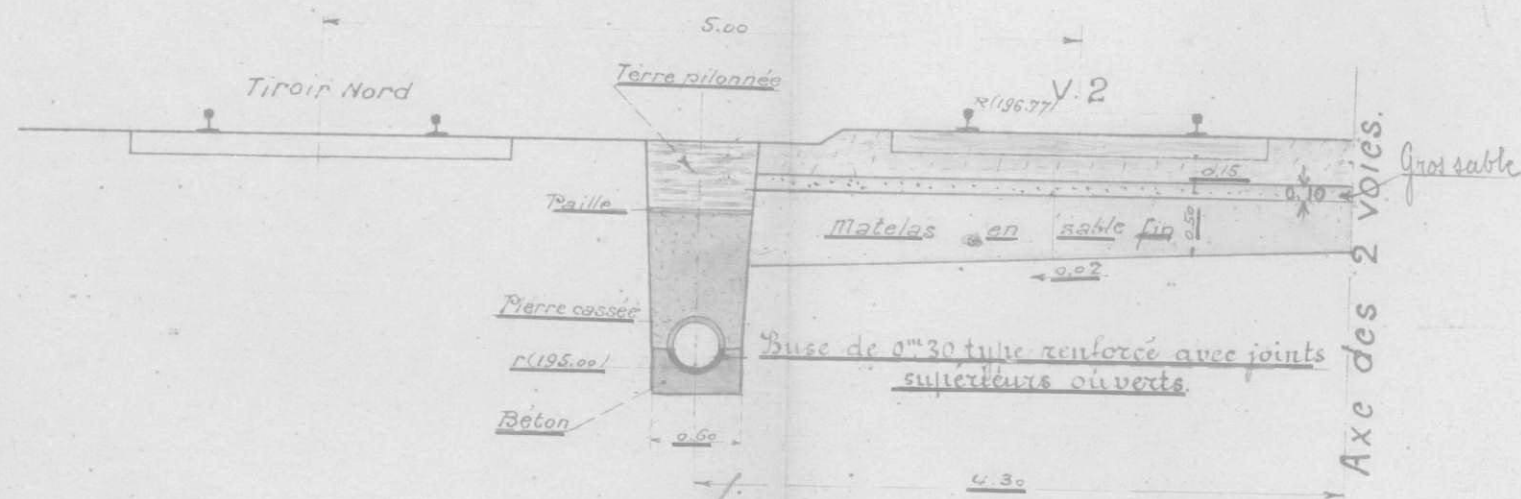 5.00
Terre pilonnée
Tiroir Nord
V. 2
R(196.77)
Gros sable
0.15
0,10
Paille
Matelas en sable fin
0.50
0.02
Pierre cassée
Buse de 0m30 type renforcé avec joints
supérieurs ouverts.
r(195.00)
Béton
0.60
4.30
Axe des 2 voies.